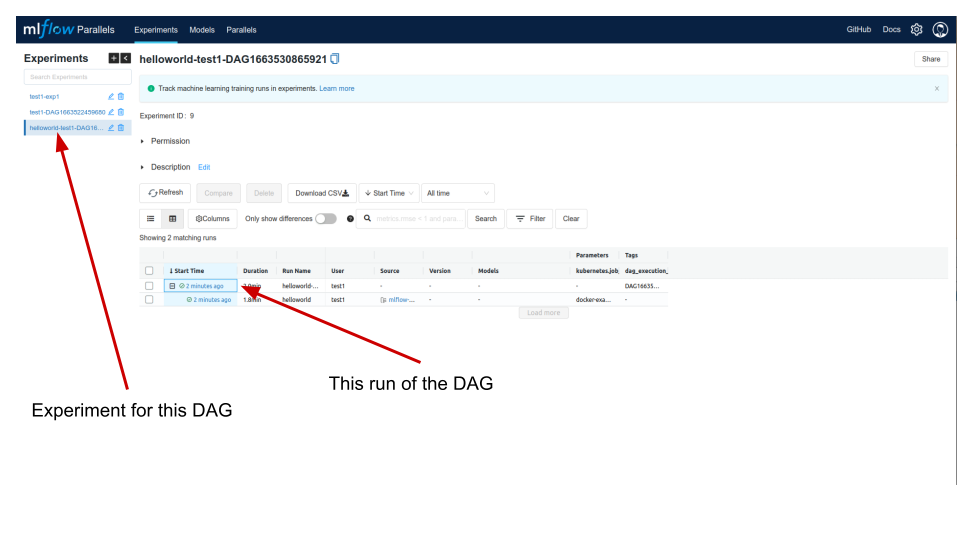 mlflow Parallels Experiments Models Parallels GitHub Docs
Experiments
helloworld-test1-DAG1663530865921
Share
Search Experiments
test1-exp1
test1-DAG1663522459680
helloworld-test1-DAG16...
Track machine learning training runs in experiments. Learn more
Experiment ID: 9
Permission
Description Edit
Refresh Compare Delete Download CSV Start Time All time
Columns Only show differences metrics.rmse < 1 and para... Search Filter Clear
Showing 2 matching runs
Parameters Tags
↓ Start Time Duration Run Name User Source Version Models kubernetes.job_ dag_execution_
2 minutes ago helloworld-... test1 - - - - DAG16635...
2 minutes ago 1.8min helloworld test1 mlflow-... - - docker-exa... -
Load more
This run of the DAG
Experiment for this DAG